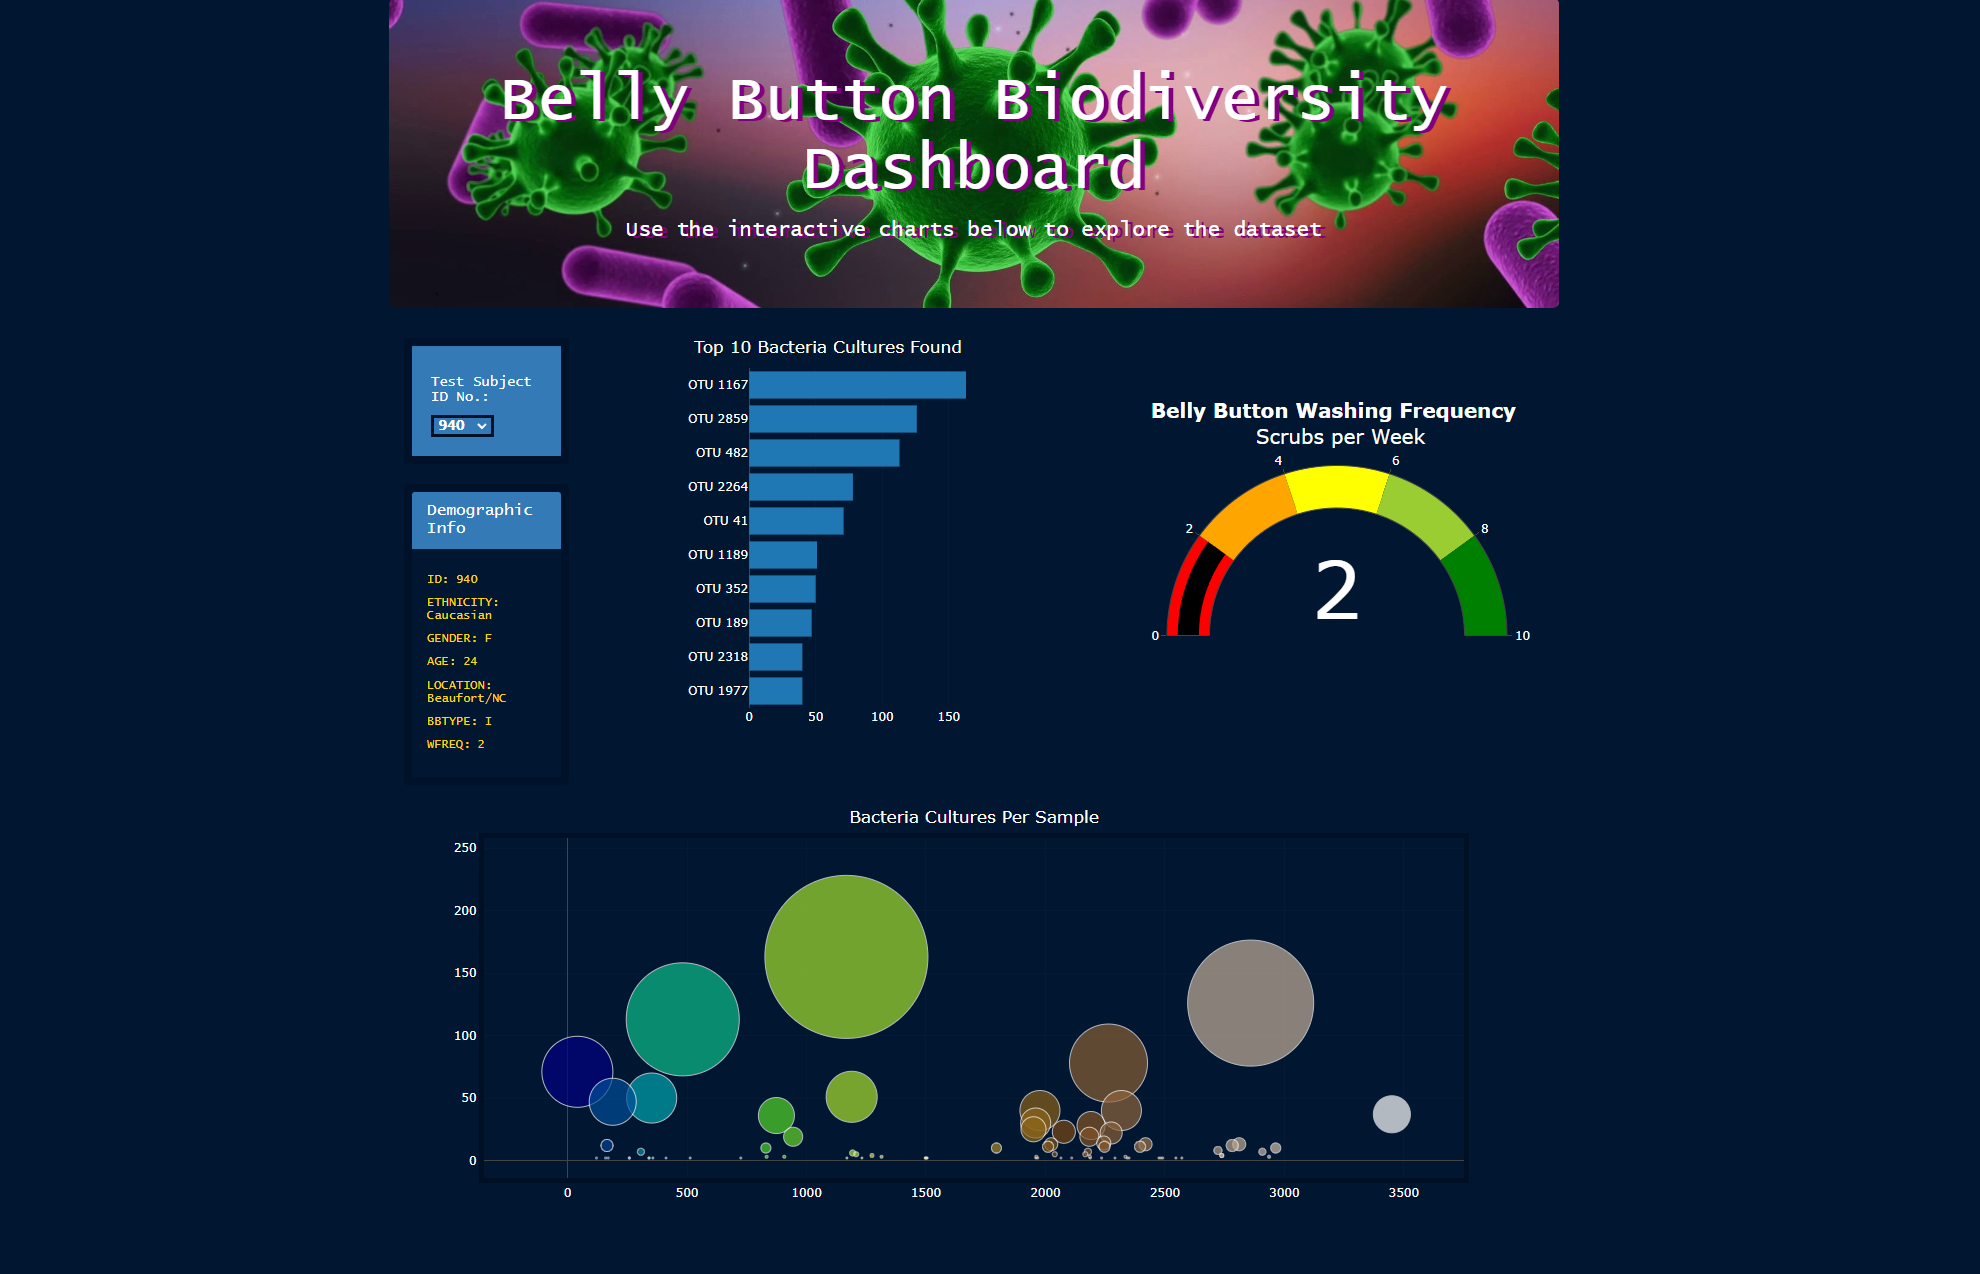 Belly Button Biodiversity
Dashboard
Use the interactive charts below to explore the dataset
Test Subject
ID No.:
940
Demographic
Info
ID: 940
ETHNICITY:
Caucasian
GENDER: F
AGE: 24
LOCATION:
Beaufort/NC
BBTYPE: I
WFREQ: 2
Top 10 Bacteria Cultures Found
OTU 1167
OTU 2859
OTU 482
OTU 2264
OTU 41
OTU 1189
OTU 352
OTU 189
OTU 2318
OTU 1977
0 50 100 150
Belly Button Washing Frequency
Scrubs per Week
4 6
2 8
2
0 10
Bacteria Cultures Per Sample
250
200
150
100
50
0
0 500 1000 1500 2000 2500 3000 3500